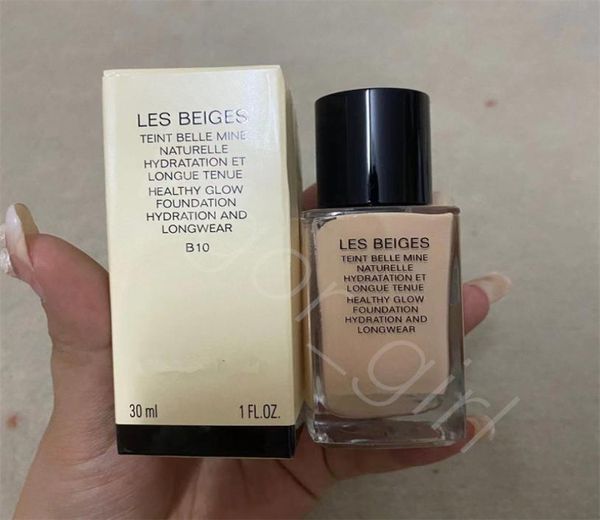 LES BEIGES
TEINT BELLE MINE
NATURELLE
HYDRATATION ET
LONGUE TENUE
HEALTHY GLOW
FOUNDATION
HYDRATION AND
LONGWEAR
B10
30 ml 1 FL.OZ.
LES BEIGES
TEINT BELLE MINE
NATURELLE
HYDRATATION ET
LONGUE TENUE
HEALTHY GLOW
FOUNDATION
HYDRATION AND
LONGWEAR